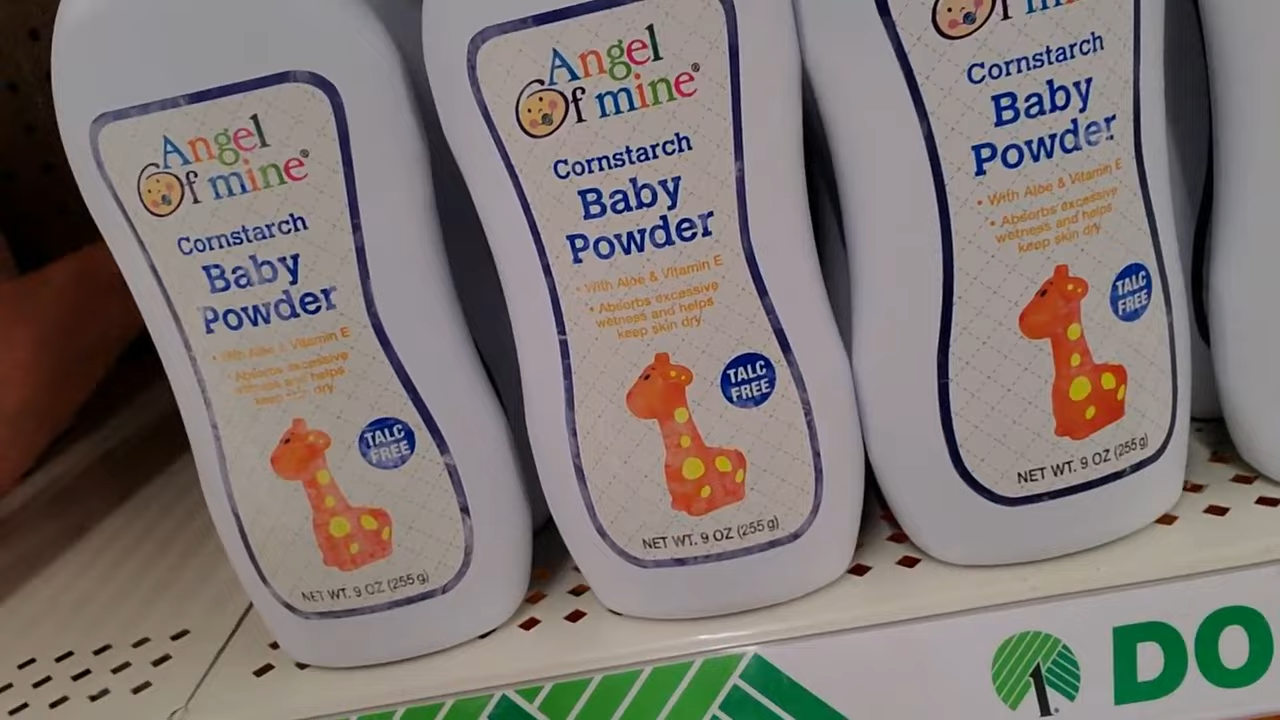 Angel
Of mine®
Cornstarch
Baby
Powder
• With Aloe & Vitamin E
• Absorbs excessive
wetness and helps
keep skin dry
TALC
FREE
NET WT. 9 OZ (255 g)
Angel
Of mine®
Cornstarch
Baby
Powder
• With Aloe & Vitamin E
• Absorbs excessive
wetness and helps
keep skin dry
TALC
FREE
NET WT. 9 OZ (255 g)
Of mine
Cornstarch
Baby
Powder
• With Aloe & Vitamin E
• Absorbs excessive
wetness and helps
keep skin dry
TALC
FREE
NET WT. 9 OZ (255 g)
1
DO